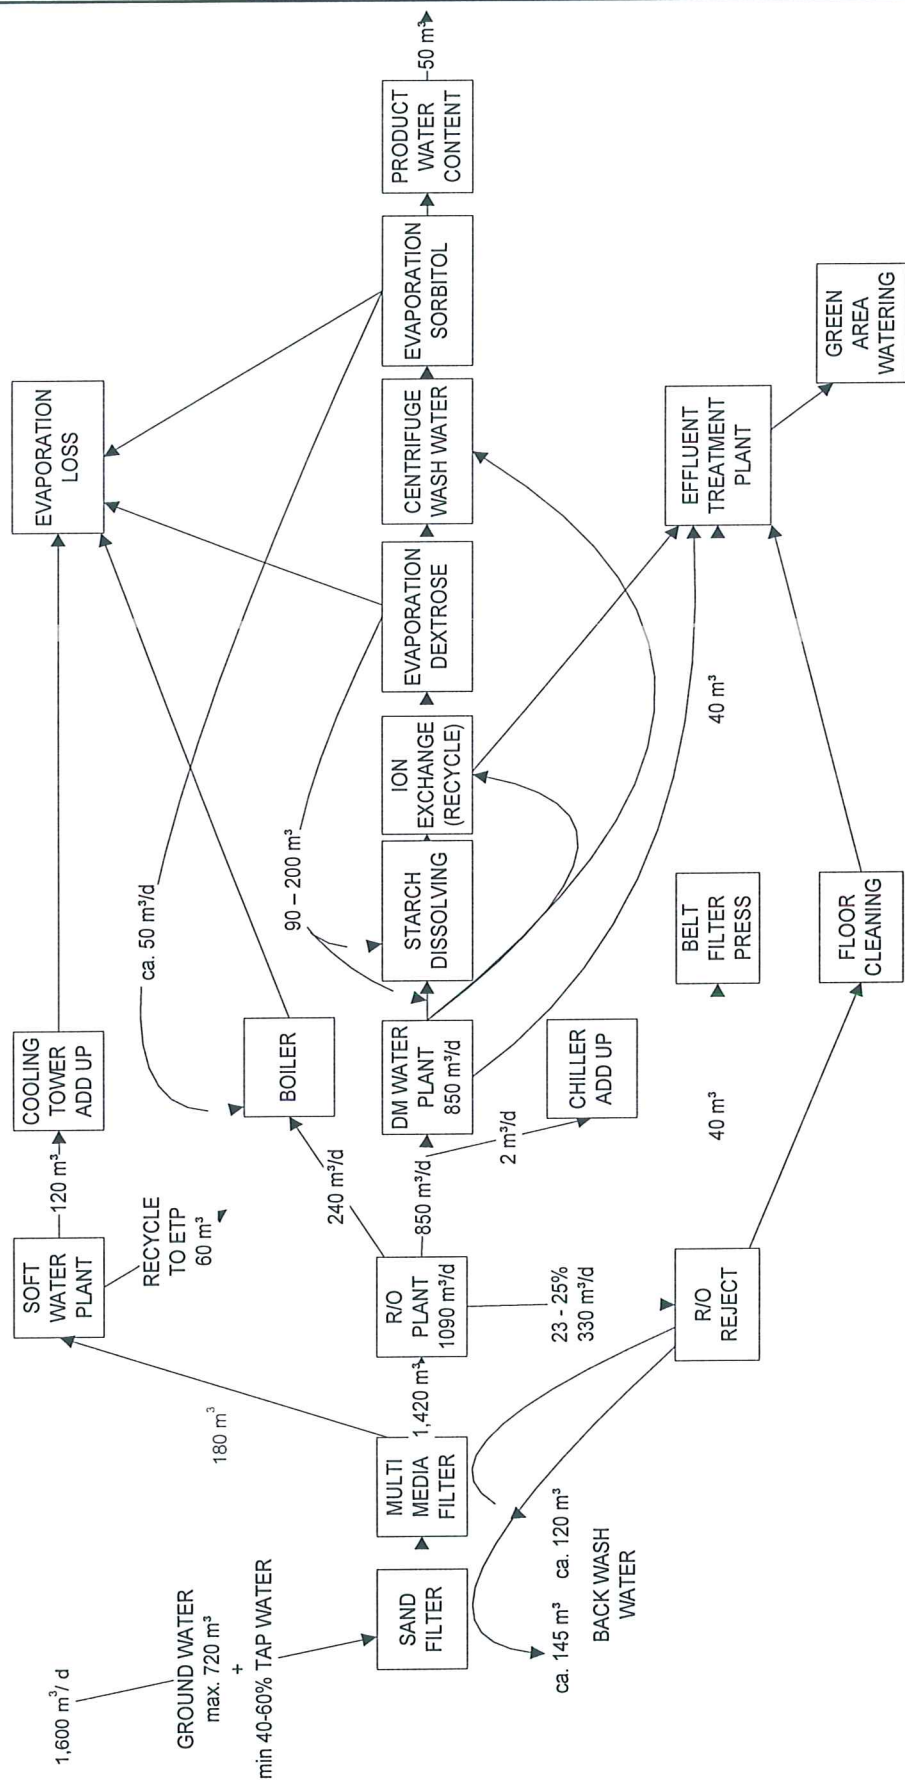 1,600 m³/ d
GROUND WATER
max. 720 m³
+
min 40-60% TAP WATER
SAND
FILTER
MULTI
MEDIA
FILTER
180 m³
1,420 m³
SOFT
WATER
PLANT
120 m³
RECYCLE
TO ETP
60 m³
COOLING
TOWER
ADD UP
EVAPORATION
LOSS
R/O
PLANT
1090 m³/d
240 m³/d
BOILER
ca. 50 m³/d
850 m³/d
2 m³/d
CHILLER
ADD UP
DM WATER
PLANT
850 m³/d
90 – 200 m³
STARCH
DISSOLVING
ION
EXCHANGE
(RECYCLE)
EVAPORATION
DEXTROSE
CENTRIFUGE
WASH WATER
EVAPORATION
SORBITOL
PRODUCT
WATER
CONTENT
50 m³
23 - 25%
330 m³/d
R/O
REJECT
ca. 145 m³
ca. 120 m³
BACK WASH
WATER
40 m³
BELT
FILTER
PRESS
FLOOR
CLEANING
40 m³
EFFLUENT
TREATMENT
PLANT
GREEN
AREA
WATERING